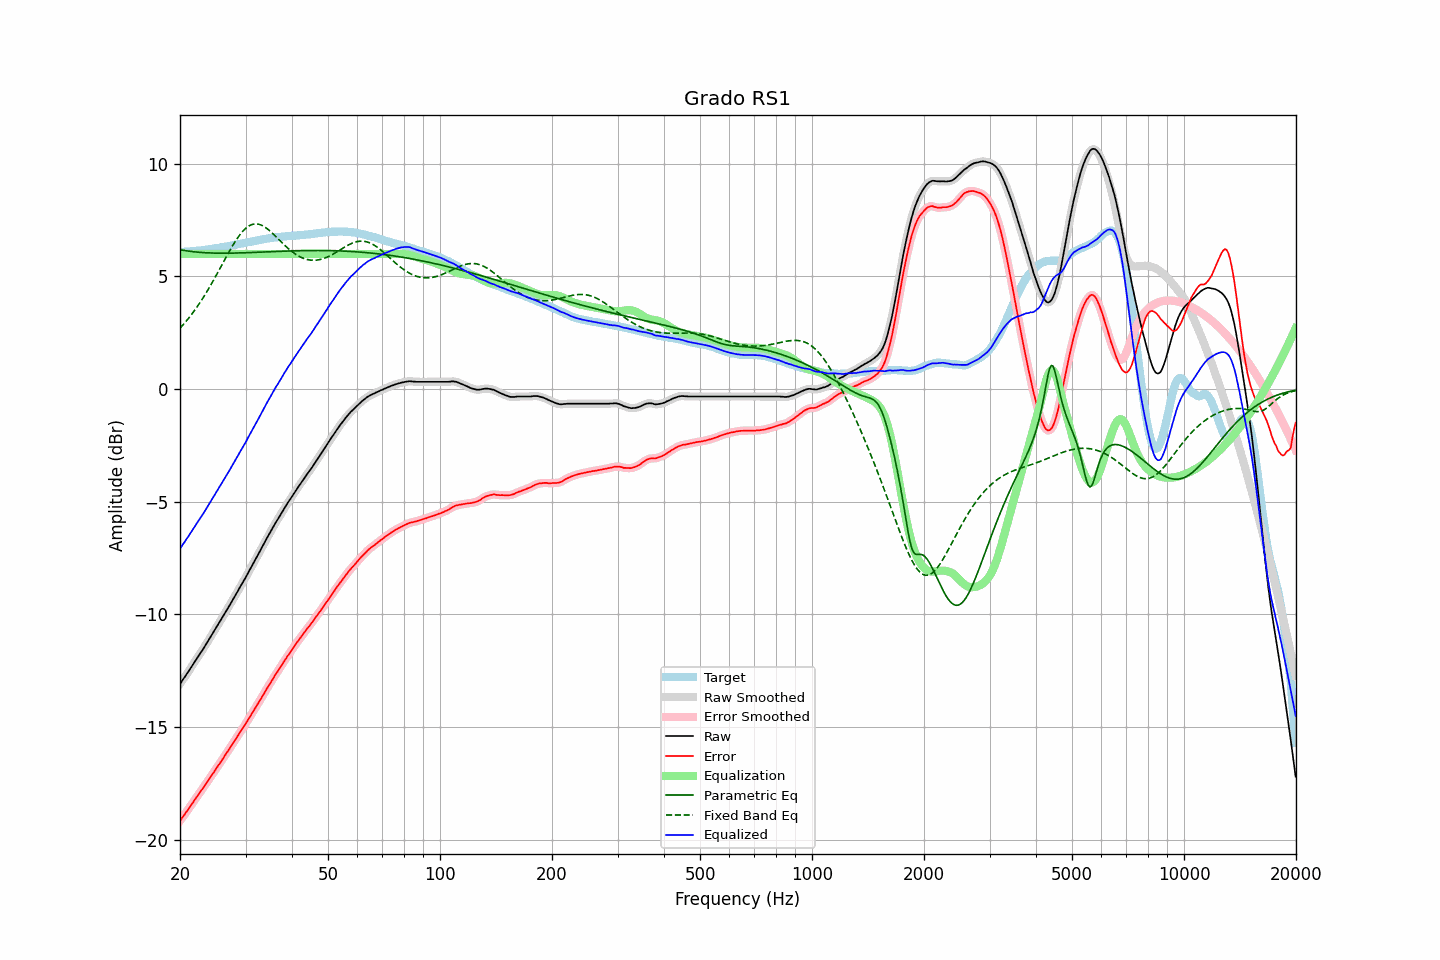 Grado RS1
Amplitude (dBr)
10
5
0
−5
−10
−15
−20
Target
Raw Smoothed
Error Smoothed
Raw
Error
Equalization
Parametric Eq
Fixed Band Eq
Equalized
20 50 100 200 500 1000 2000 5000 10000 20000
Frequency (Hz)